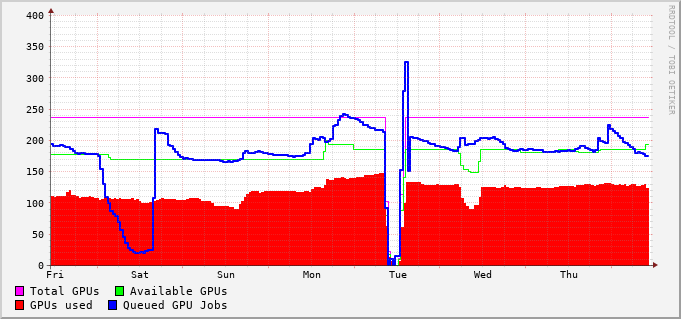 RRDTOOL / TOBI OETIKER
400
350
300
250
200
150
100
50
0
Fri Sat Sun Mon Tue Wed Thu
Total GPUs Available GPUs
GPUs used Queued GPU Jobs